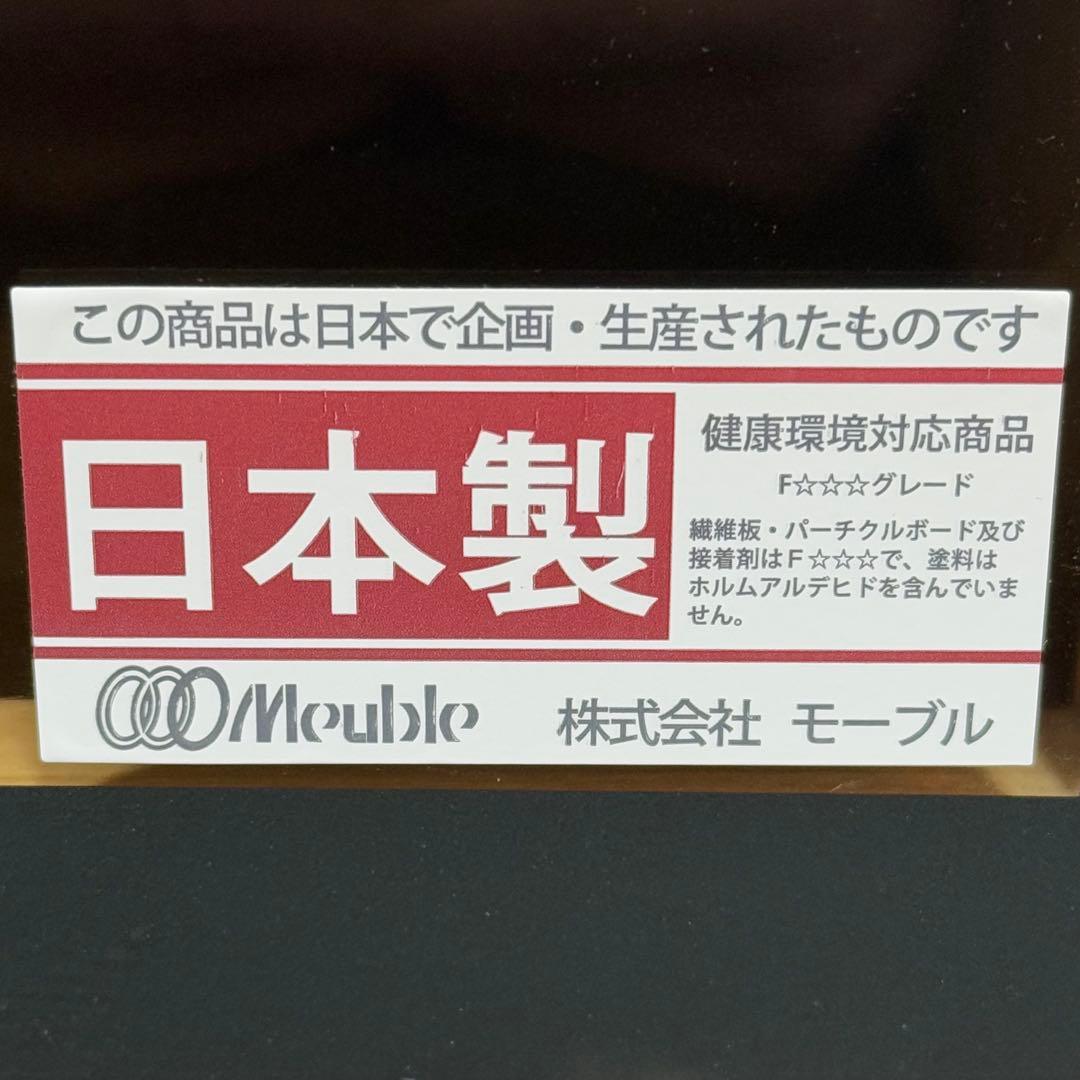 この商品は日本で企画・生産されたものです
日本製
健康環境対応商品
F☆☆☆グレード
繊維板・パーチクルボード及び
接着剤はF☆☆☆で、塗料は
ホルムアルデヒドを含んでいま
せん。
Meuble 株式会社 モーブル